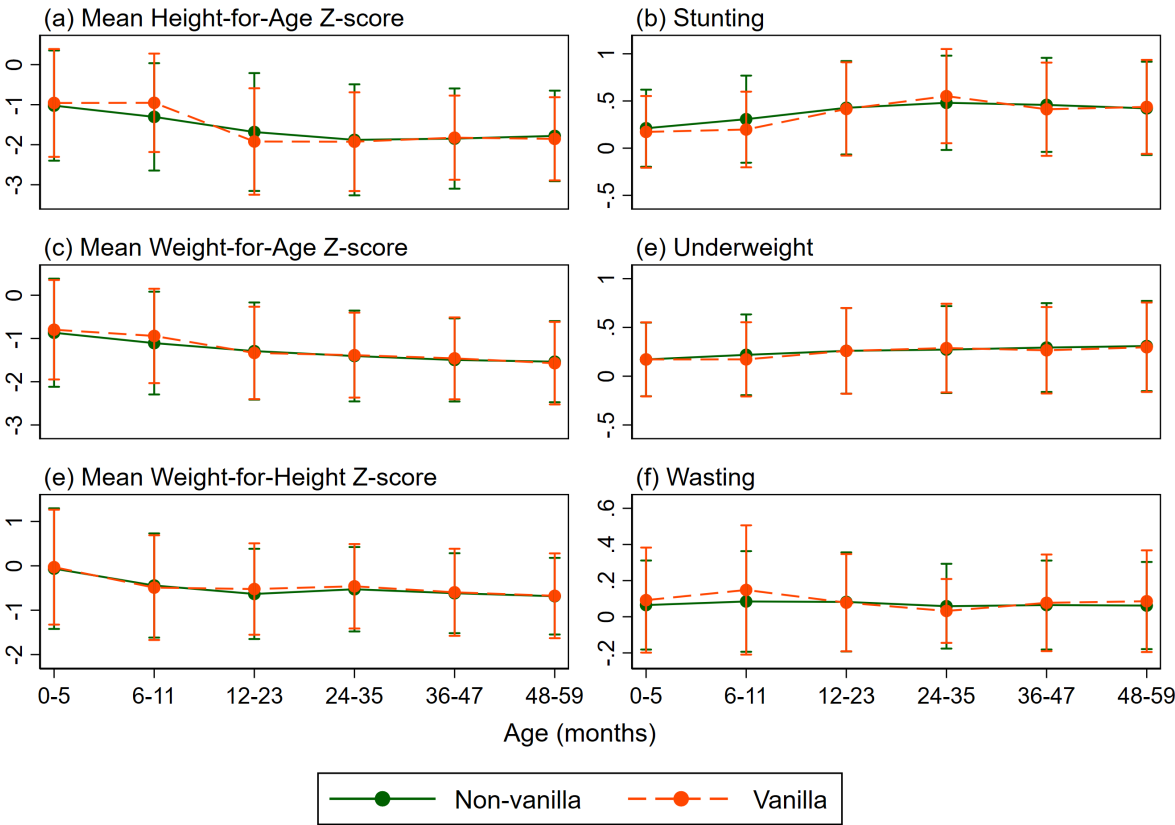 (a) Mean Height-for-Age Z-score
0
-1
-2
-3
(b) Stunting
1
.5
0
-.5
(c) Mean Weight-for-Age Z-score
0
-1
-2
-3
(e) Underweight
1
.5
0
-.5
(e) Mean Weight-for-Height Z-score
1
0
-1
-2
0-5 6-11 12-23 24-35 36-47 48-59
(f) Wasting
.6
.4
.2
0
-.2
0-5 6-11 12-23 24-35 36-47 48-59
Age (months)
Non-vanilla Vanilla